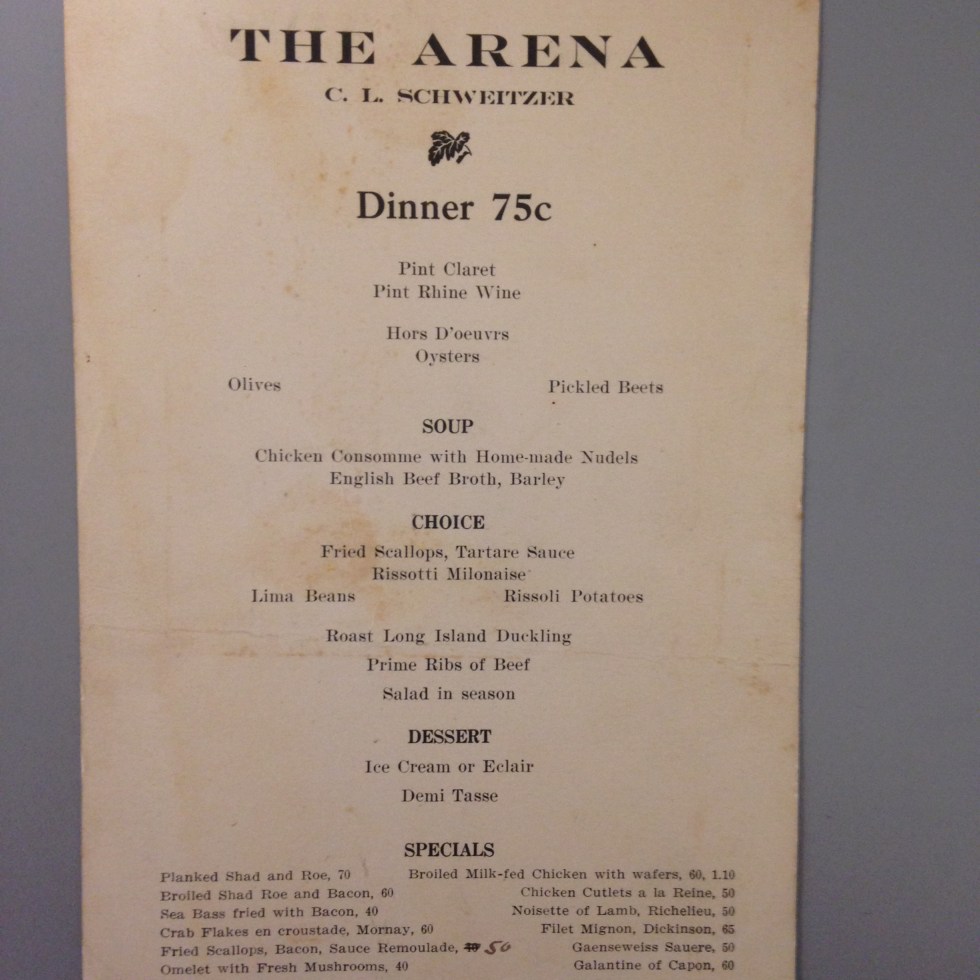 THE ARENA
C. L. SCHWEITZER
Dinner 75c
Pint Claret
Pint Rhine Wine
Hors D'oeuvrs
Oysters
Olives Pickled Beets
SOUP
Chicken Consomme with Home-made Nudels
English Beef Broth, Barley
CHOICE
Fried Scallops, Tartare Sauce
Rissotti Milonaise
Lima Beans Rissoli Potatoes
Roast Long Island Duckling
Prime Ribs of Beef
Salad in season
DESSERT
Ice Cream or Eclair
Demi Tasse
SPECIALS
Planked Shad and Roe, 70 Broiled Milk-fed Chicken with wafers, 60, 1.10
Broiled Shad Roe and Bacon, 60 Chicken Cutlets a la Reine, 50
Sea Bass fried with Bacon, 40 Noisette of Lamb, Richelieu, 50
Crab Flakes en croustade, Mornay, 60 Filet Mignon, Dickinson, 65
Fried Scallops, Bacon, Sauce Remoulade, 50 Gaenseweiss Sauere, 50
Omelet with Fresh Mushrooms, 40 Galantine of Capon, 60